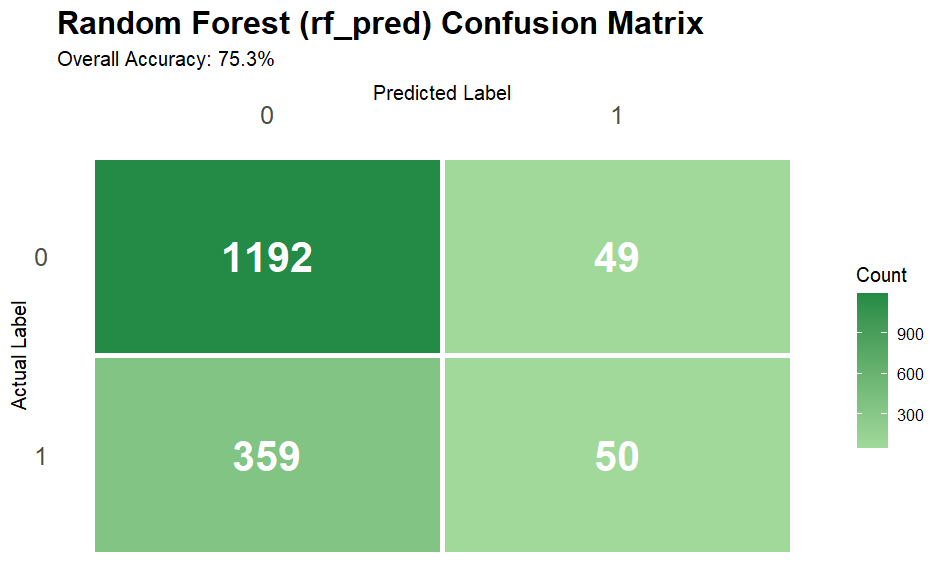 Random Forest (rf_pred) Confusion Matrix
Overall Accuracy: 75.3%
Predicted Label
0 1
0 1192 49
Actual Label
1 359 50
Count
900
600
300